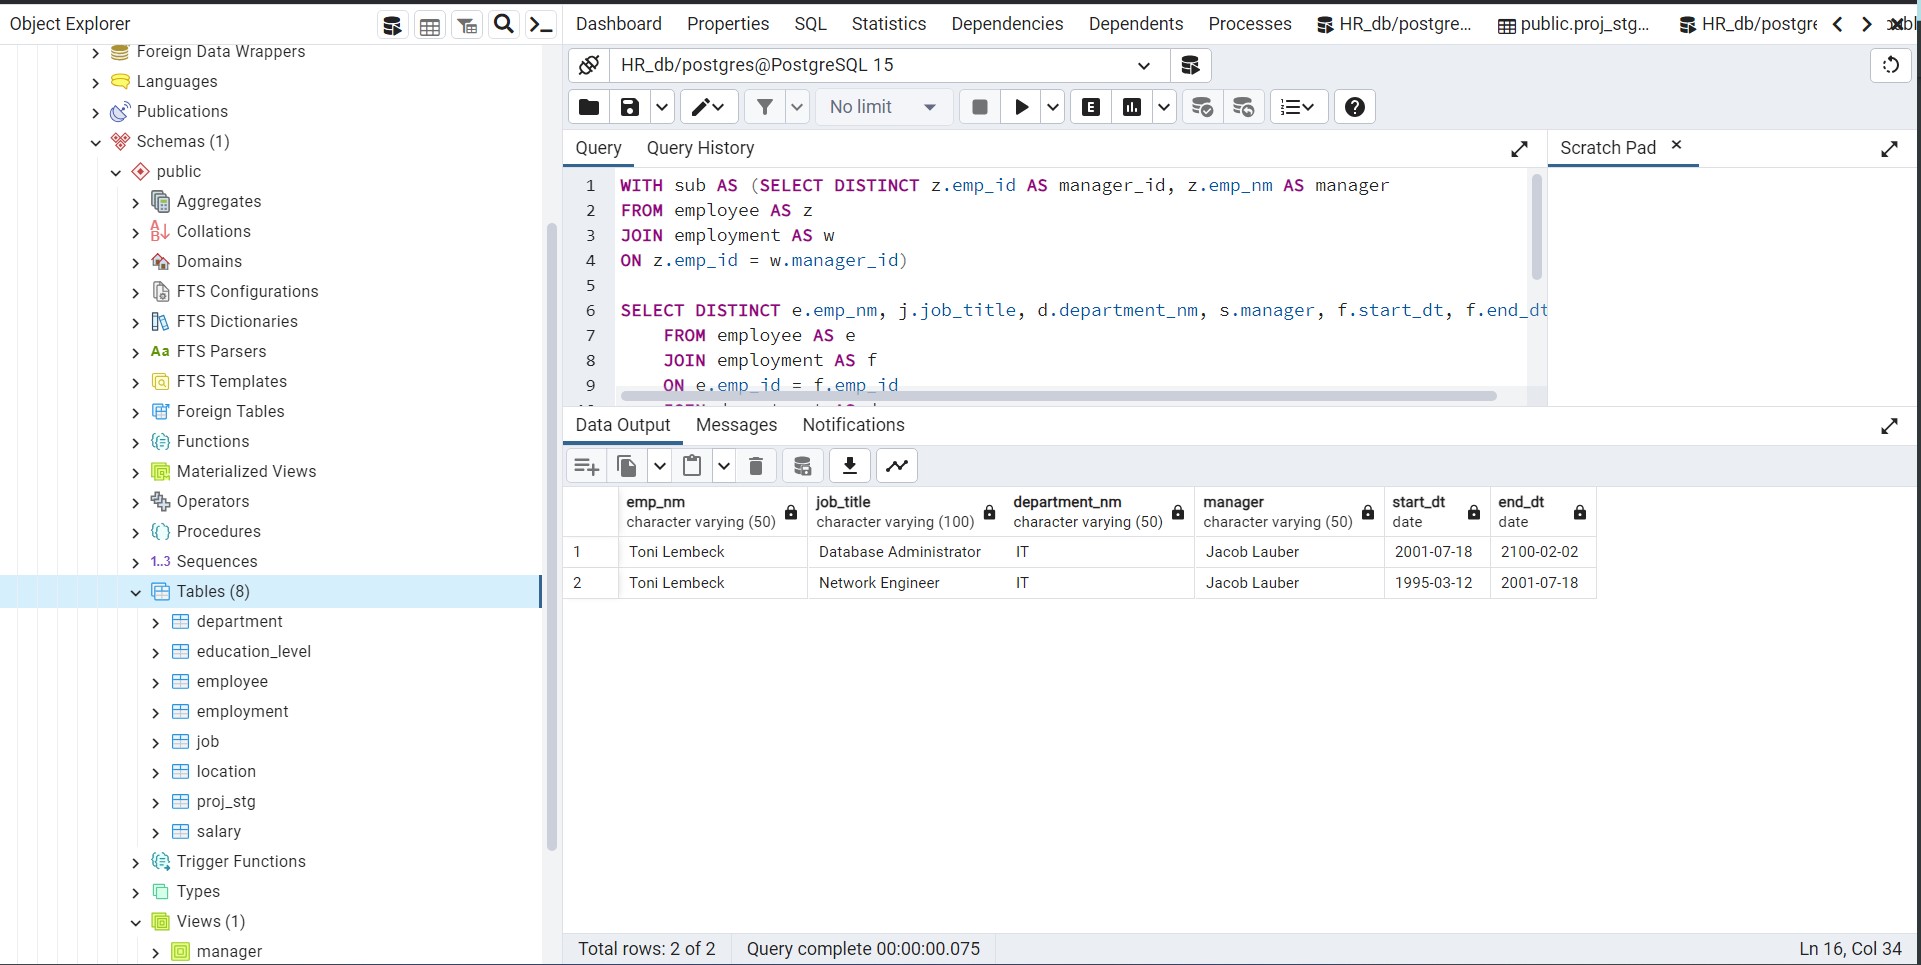 Object Explorer
Foreign Data Wrappers
Languages
Publications
Schemas (1)
public
Aggregates
Collations
Domains
FTS Configurations
FTS Dictionaries
Aa FTS Parsers
FTS Templates
Foreign Tables
Functions
Materialized Views
Operators
Procedures
1..3 Sequences
Tables (8)
department
education_level
employee
employment
job
location
proj_stg
salary
Trigger Functions
Types
Views (1)
manager
Dashboard Properties SQL Statistics Dependencies Dependents Processes HR_db/postgre... public.proj_stg... HR_db/postgre
HR_db/postgres@PostgreSQL 15
No limit E
Query Query History Scratch Pad
1 WITH sub AS (SELECT DISTINCT z.emp_id AS manager_id, z.emp_nm AS manager
2 FROM employee AS z
3 JOIN employment AS w
4 ON z.emp_id = w.manager_id)
5
6 SELECT DISTINCT e.emp_nm, j.job_title, d.department_nm, s.manager, f.start_dt, f.end_dt
7 FROM employee AS e
8 JOIN employment AS f
9 ON e.emp_id = f.emp_id
Data Output Messages Notifications
emp_nm job_title department_nm manager start_dt end_dt
character varying (50) character varying (100) character varying (50) character varying (50) date date
1 Toni Lembeck Database Administrator IT Jacob Lauber 2001-07-18 2100-02-02
2 Toni Lembeck Network Engineer IT Jacob Lauber 1995-03-12 2001-07-18
Total rows: 2 of 2 Query complete 00:00:00.075 Ln 16, Col 34